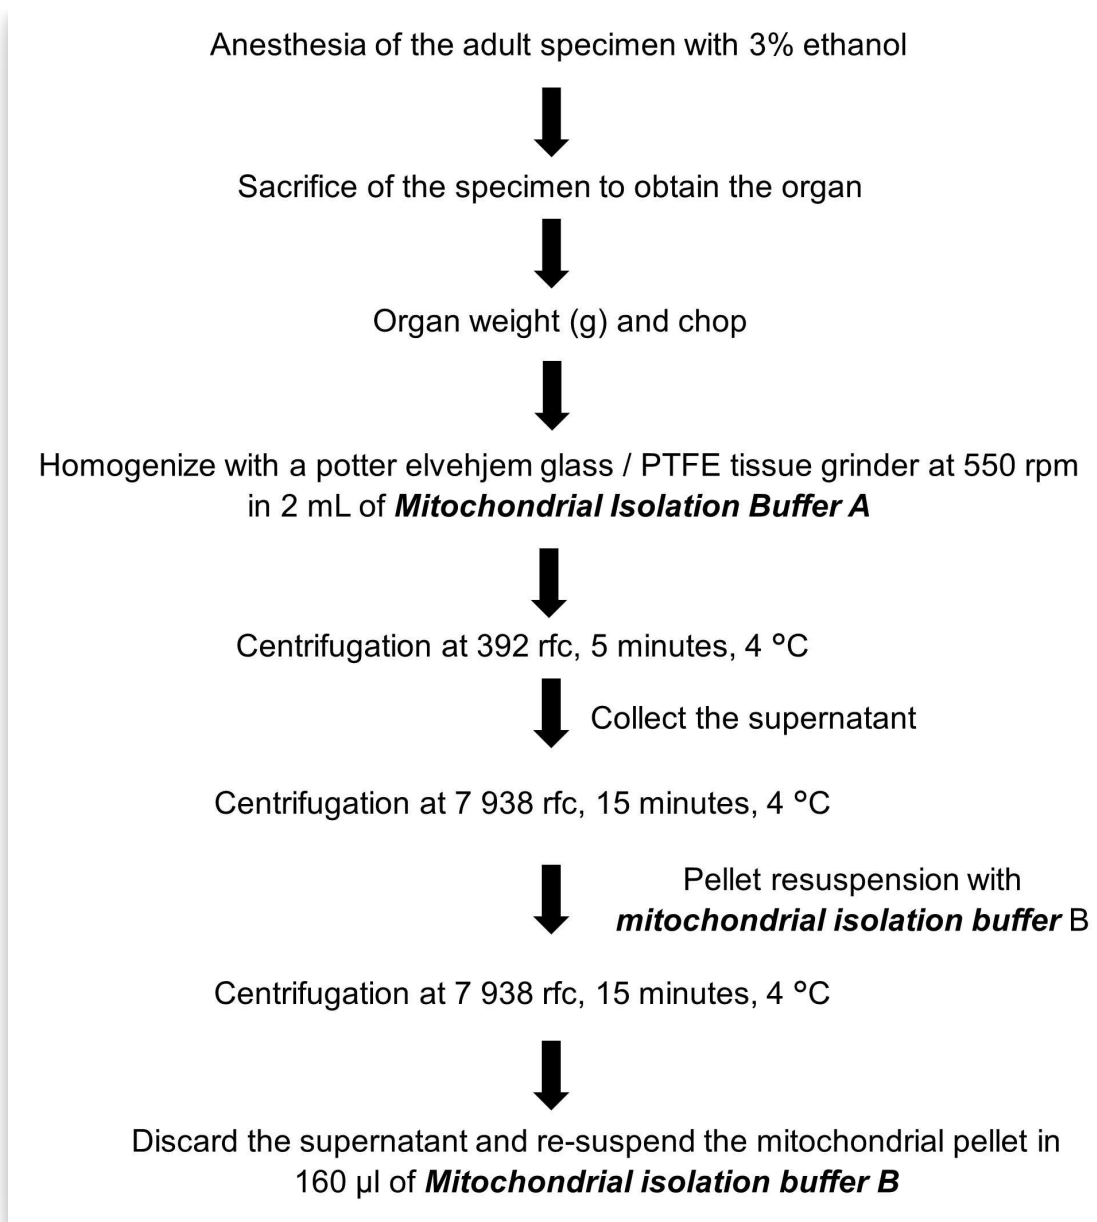 Anesthesia of the adult specimen with 3% ethanol
Sacrifice of the specimen to obtain the organ
Organ weight (g) and chop
Homogenize with a potter elvehjem glass / PTFE tissue grinder at 550 rpm
in 2 mL of Mitochondrial Isolation Buffer A
Centrifugation at 392 rfc, 5 minutes, 4 °C
Collect the supernatant
Centrifugation at 7 938 rfc, 15 minutes, 4 °C
Pellet resuspension with
mitochondrial isolation buffer B
Centrifugation at 7 938 rfc, 15 minutes, 4 °C
Discard the supernatant and re-suspend the mitochondrial pellet in
160 µl of Mitochondrial isolation buffer B